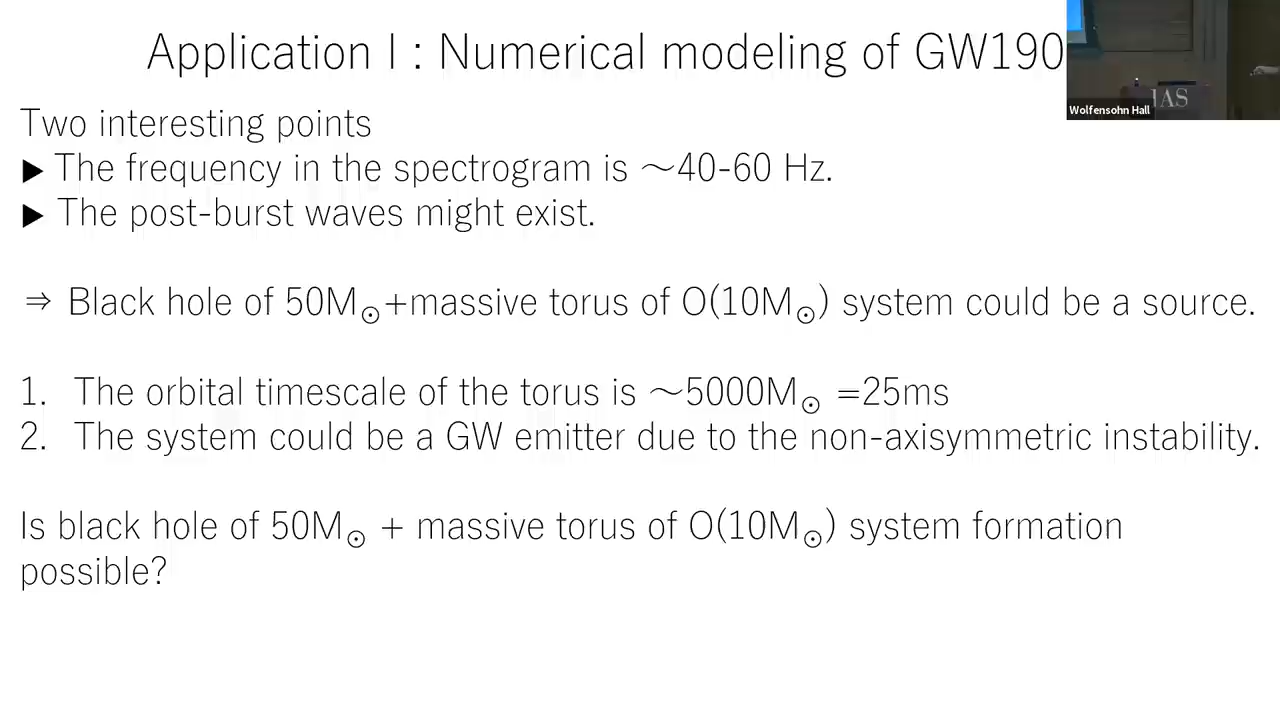 Application I : Numerical modeling of GW190
Wolfensohn Hall
IAS
Two interesting points
▶ The frequency in the spectrogram is ～40-60 Hz.
▶ The post-burst waves might exist.
⇒ Black hole of 50M⊙+massive torus of O(10M⊙) system could be a source.
1. The orbital timescale of the torus is ～5000M⊙ =25ms
2. The system could be a GW emitter due to the non-axisymmetric instability.
Is black hole of 50M⊙ + massive torus of O(10M⊙) system formation
possible?